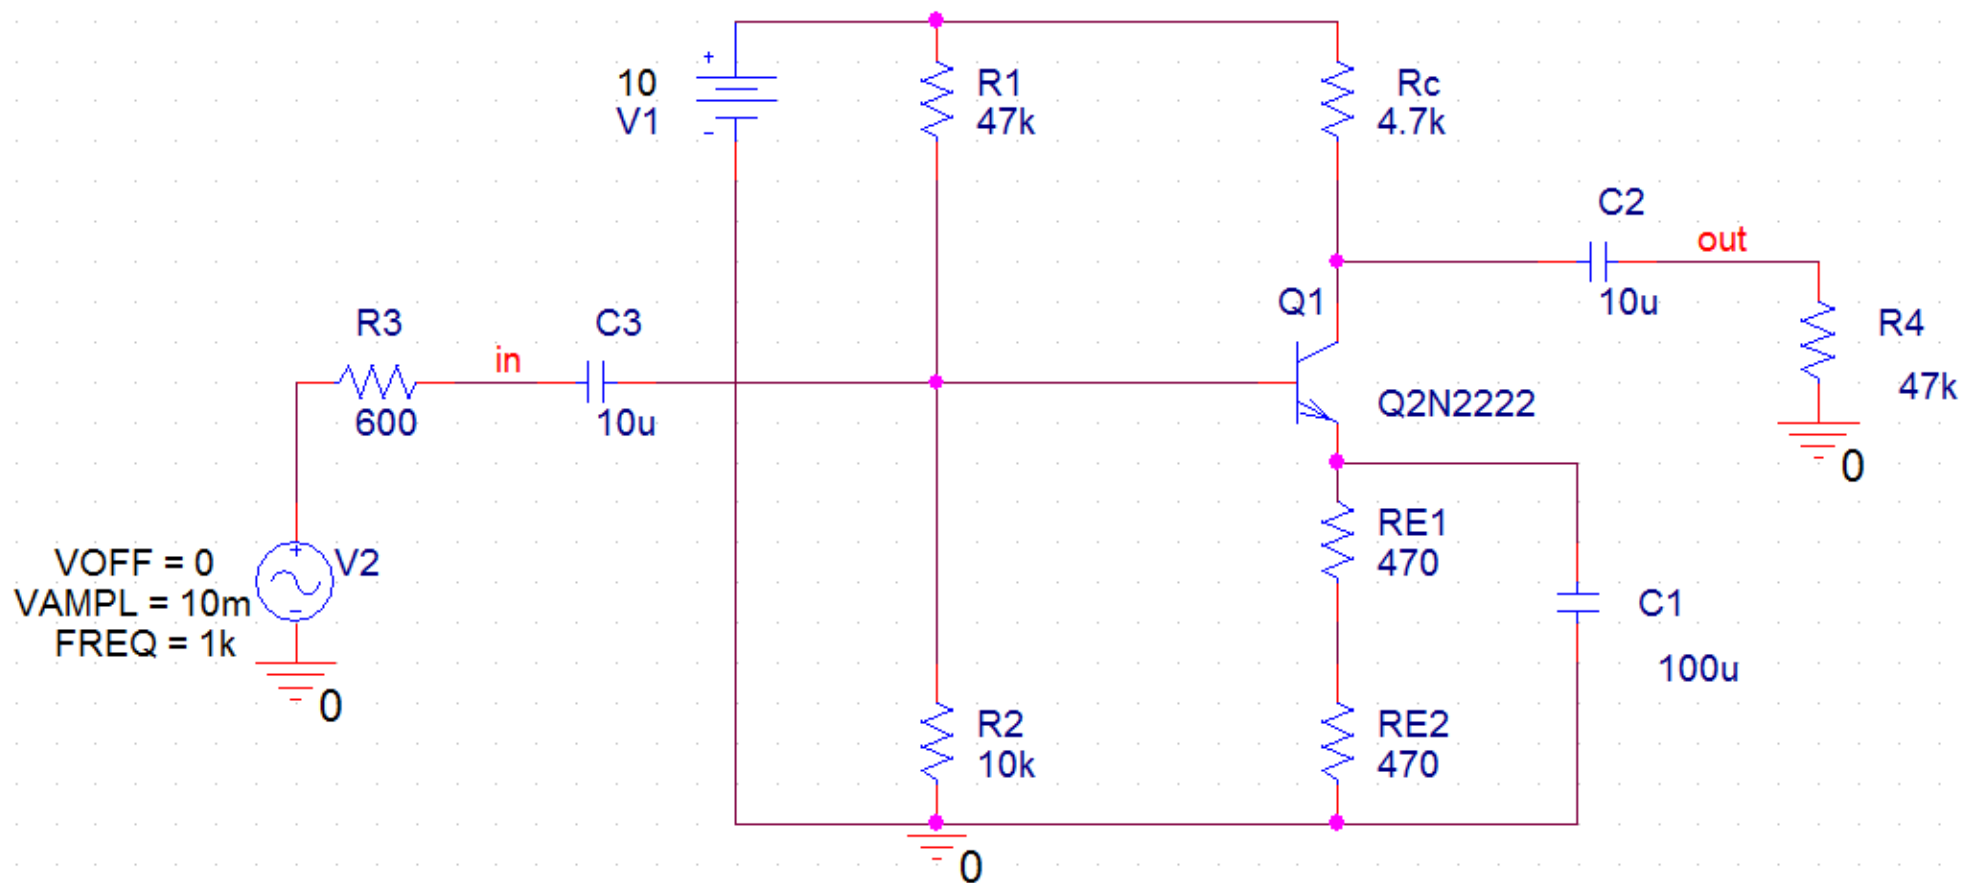 10
V1
+
-
R1
47k
Rc
4.7k
C2
10u
out
R4
47k
0
R3
600
in
C3
10u
Q1
Q2N2222
VOFF = 0
VAMPL = 10m
FREQ = 1k
+
-
V2
0
RE1
470
C1
100u
R2
10k
RE2
470
0